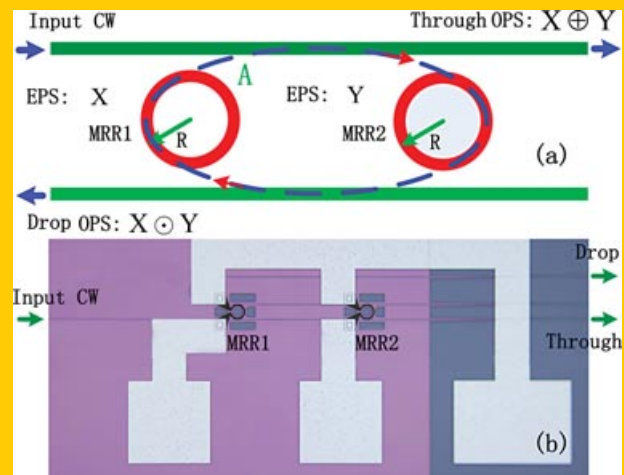 Input CW
Through OPS: X ⊕ Y
A
EPS: X
EPS: Y
MRR1
R
MRR2
R
(a)
Drop OPS: X ⊙ Y
Drop
Input CW
MRR1
MRR2
Through
(b)